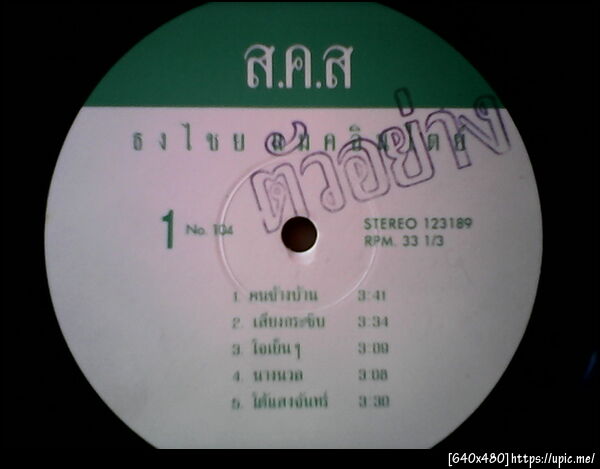 ส.ค.ส
ธงไชย แมคอินไตย์
ตัวอย่าง
1 No. 104
STEREO 123189
RPM. 33 1/3
1. คนข้างบ้าน 3:41
2. เสียงกระซิบ 3:34
3. ใจเย็น ๆ 3:09
4. นางนวล 3:08
5. ใต้แสงจันทร์ 3:30
[640x480] https://upic.me/